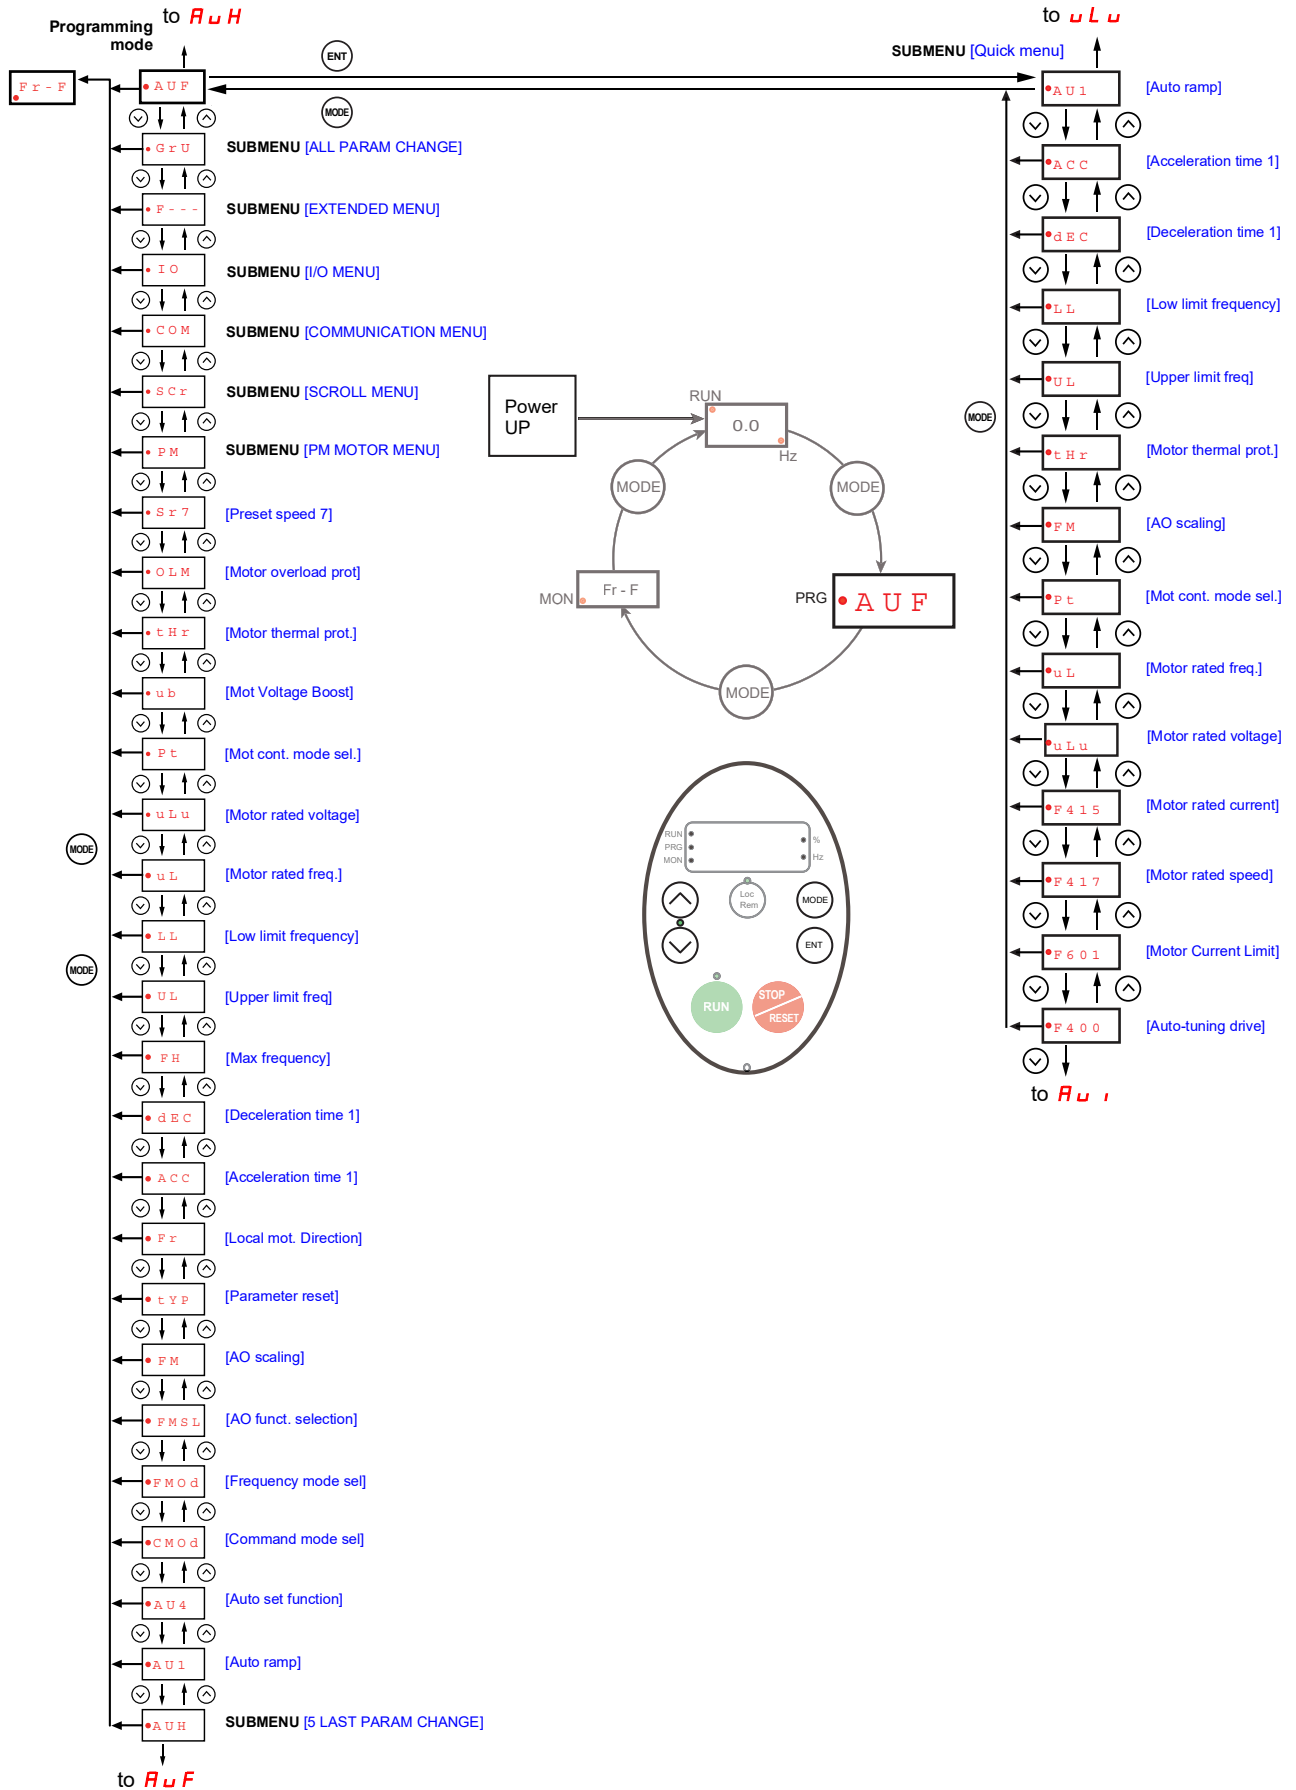 to AuH
Programming
mode
Fr-F
AUF
ENT
MODE
GrU
SUBMENU [ALL PARAM CHANGE]
F---
SUBMENU [EXTENDED MENU]
IO
SUBMENU [I/O MENU]
COM
SUBMENU [COMMUNICATION MENU]
SCr
SUBMENU [SCROLL MENU]
PM
SUBMENU [PM MOTOR MENU]
Sr7
[Preset speed 7]
OLM
[Motor overload prot]
tHr
[Motor thermal prot.]
ub
[Mot Voltage Boost]
Pt
[Mot cont. mode sel.]
uLu
[Motor rated voltage]
MODE
uL
[Motor rated freq.]
LL
[Low limit frequency]
MODE
UL
[Upper limit freq]
FH
[Max frequency]
dEC
[Deceleration time 1]
ACC
[Acceleration time 1]
Fr
[Local mot. Direction]
tYP
[Parameter reset]
FM
[AO scaling]
FMSL
[AO funct. selection]
FMOd
[Frequency mode sel]
CMOd
[Command mode sel]
AU4
[Auto set function]
AU1
[Auto ramp]
AUH
SUBMENU [5 LAST PARAM CHANGE]
to AuF
Power
UP
RUN
0.0
Hz
MODE
MODE
MON
Fr-F
PRG
AUF
MODE
RUN
PRG
MON
%
Hz
Loc
Rem
MODE
ENT
RUN
STOP
RESET
to uLu
SUBMENU [Quick menu]
AU1
[Auto ramp]
ACC
[Acceleration time 1]
dEC
[Deceleration time 1]
LL
[Low limit frequency]
UL
[Upper limit freq]
MODE
tHr
[Motor thermal prot.]
FM
[AO scaling]
Pt
[Mot cont. mode sel.]
uL
[Motor rated freq.]
uLu
[Motor rated voltage]
F415
[Motor rated current]
F417
[Motor rated speed]
F601
[Motor Current Limit]
F400
[Auto-tuning drive]
to Au1